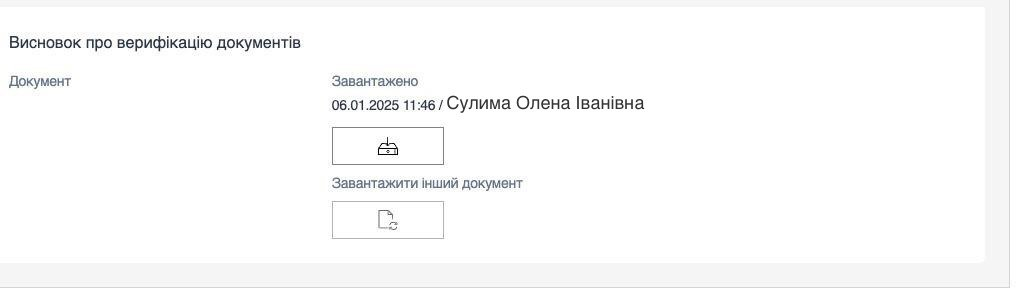 Висновок про верифікацію документів
Документ
Завантажено
06.01.2025 11:46 / Сулима Олена Іванівна
Завантажити інший документ